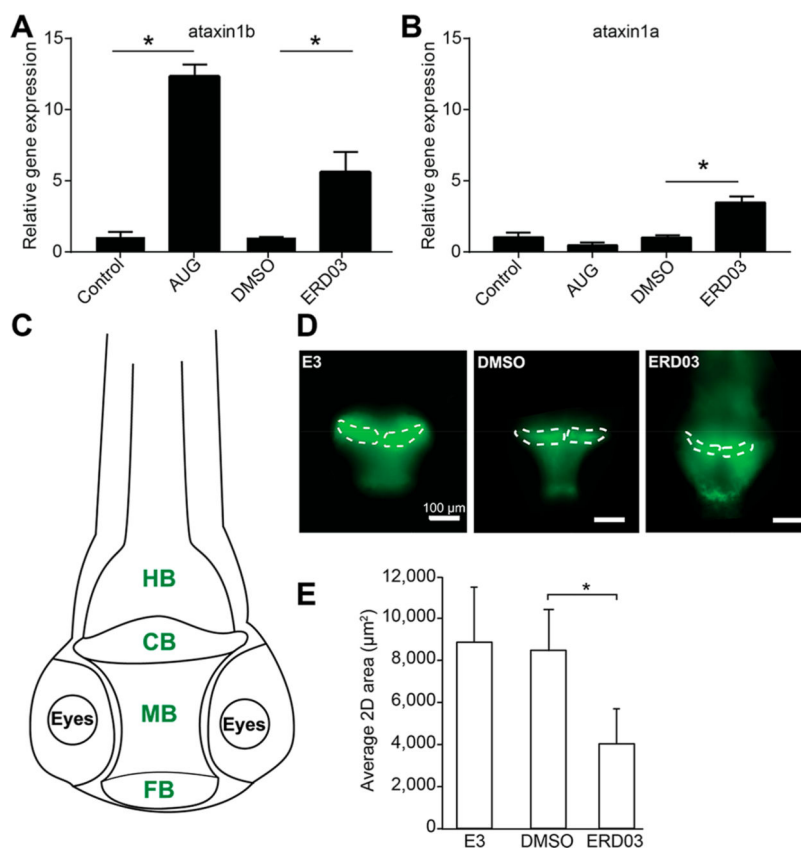 A
ataxin1b
15
10
5
0
Relative gene expression
*
*
Control
AUG
DMSO
ERD03
B
ataxin1a
15
10
5
0
Relative gene expression
*
Control
AUG
DMSO
ERD03
C
HB
CB
MB
FB
Eyes
Eyes
D
E3
100 µm
DMSO
ERD03
E
12,000
10,000
8,000
6,000
4,000
2,000
0
Average 2D area (µm²)
*
E3
DMSO
ERD03